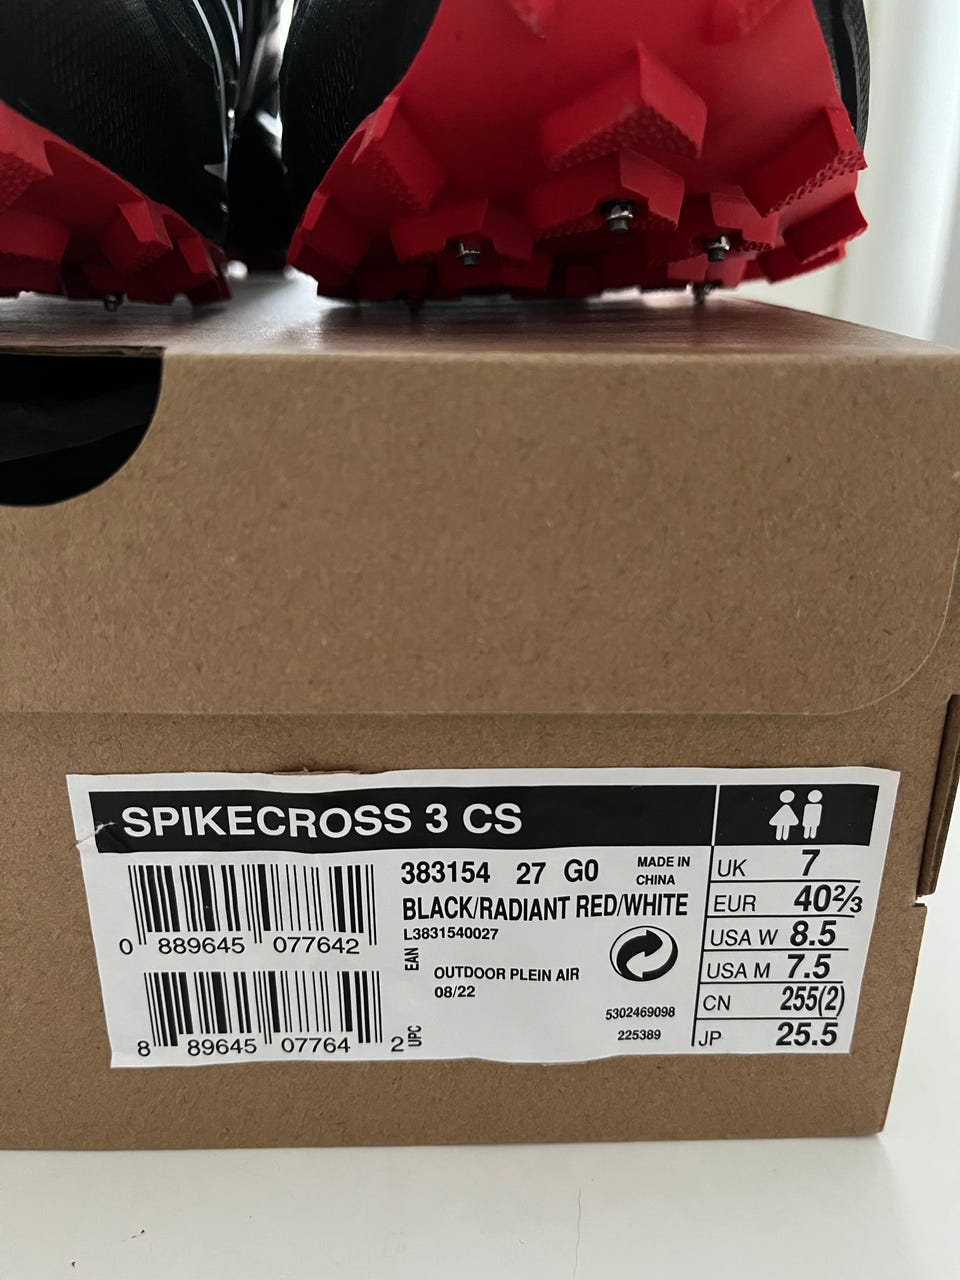 SPIKECROSS 3 CS
383154 27 G0
MADE IN
CHINA
BLACK/RADIANT RED/WHITE
L3831540027
EAN
0 889645 077642
OUTDOOR PLEIN AIR
08/22
5302469098
225389
8 89645 07764 2
UPC
UK 7
EUR 40⅔
USA W 8.5
USA M 7.5
CN 255(2)
JP 25.5